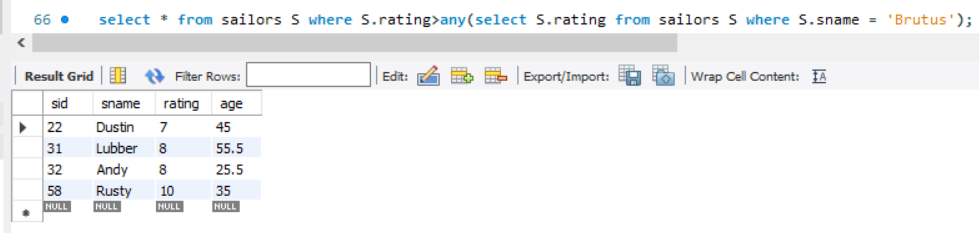 66 select * from sailors S where S.rating>any(select S.rating from sailors S where S.sname = 'Brutus');
Result Grid Filter Rows: Edit: Export/Import: Wrap Cell Content: IA
sid sname rating age
22 Dustin 7 45
31 Lubber 8 55.5
32 Andy 8 25.5
58 Rusty 10 35
NULL NULL NULL NULL